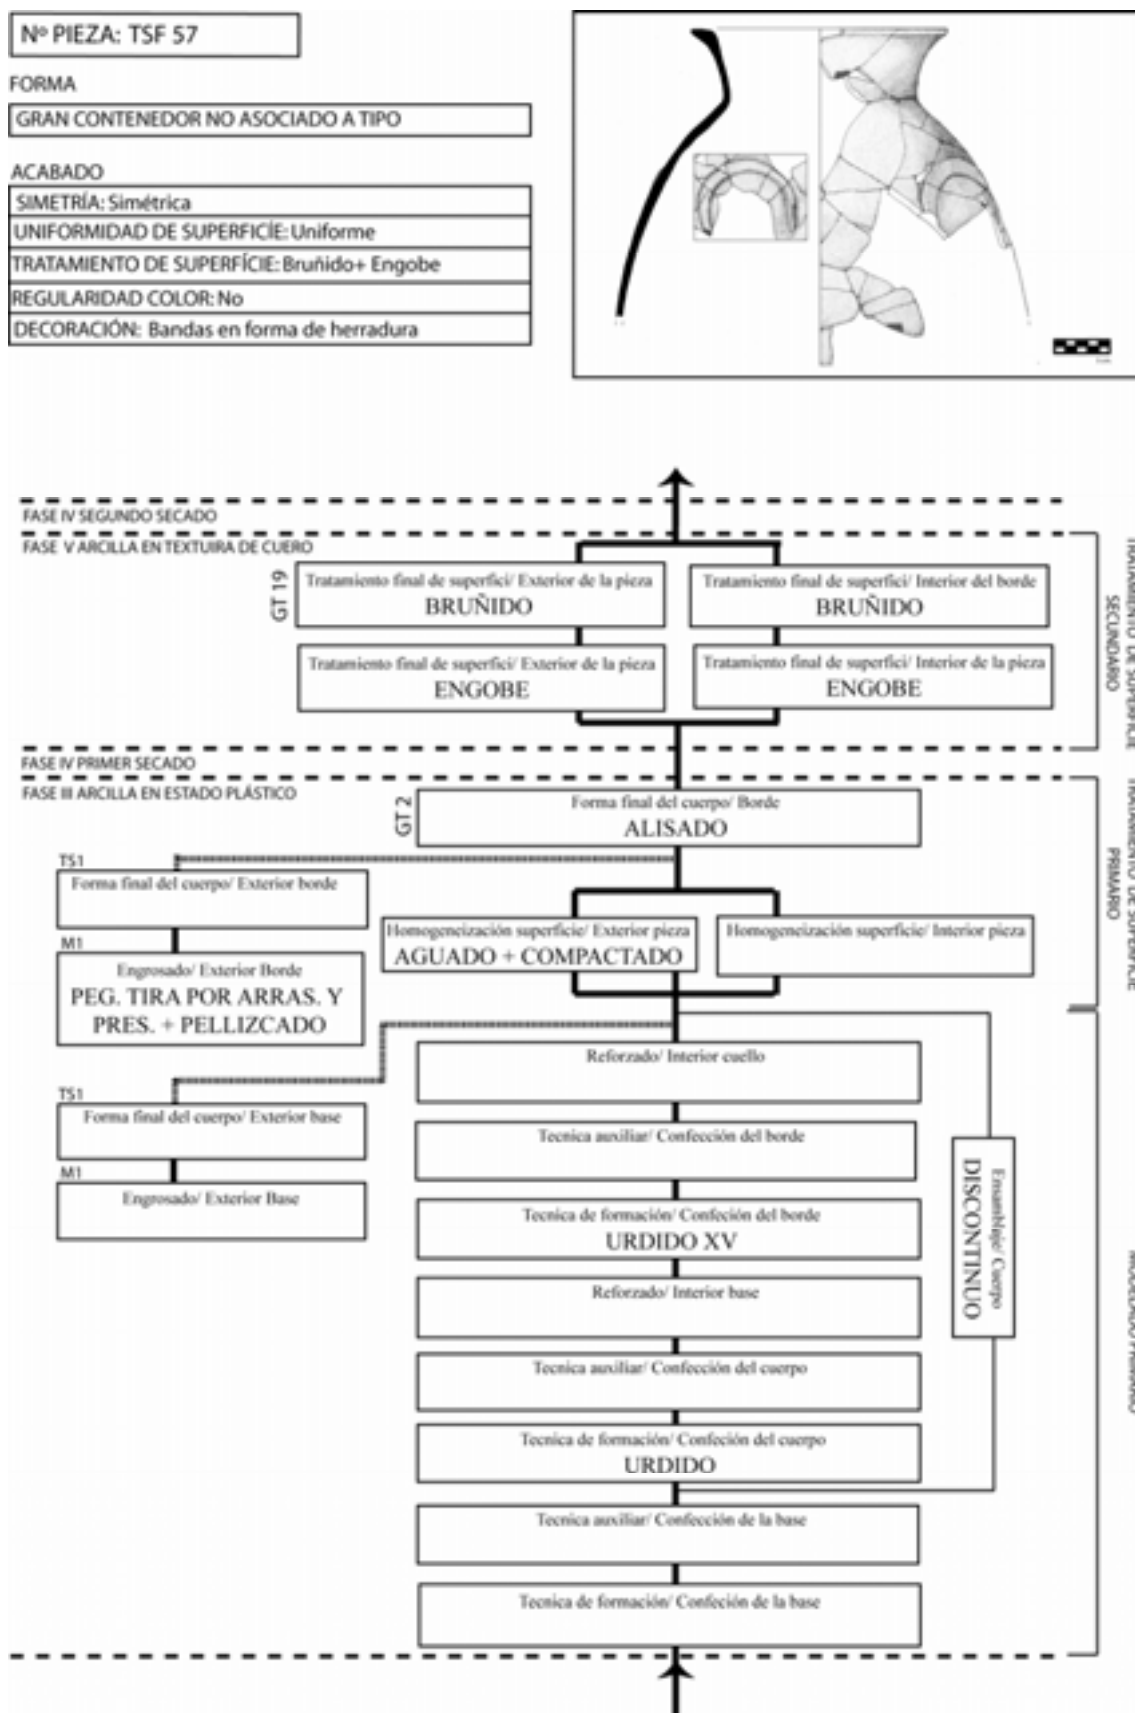 Nº PIEZA: TSF 57
FORMA
GRAN CONTENEDOR NO ASOCIADO A TIPO
ACABADO
SIMETRÍA: Simétrica
UNIFORMIDAD DE SUPERFICÍE: Uniforme
TRATAMIENTO DE SUPERFÍCIE: Bruñido+ Engobe
REGULARIDAD COLOR: No
DECORACIÓN: Bandas en forma de herradura
FASE IV SEGUNDO SECADO
FASE V ARCILLA EN TEXTUIRA DE CUERO
GT 19
Tratamiento final de superfici/ Exterior de la pieza
BRUÑIDO
Tratamiento final de superfici/ Interior del borde
BRUÑIDO
Tratamiento final de superfici/ Exterior de la pieza
ENGOBE
Tratamiento final de superfici/ Interior de la pieza
ENGOBE
TRATAMIENTO DE SUPERFICIE
SECUNDARIO
FASE IV PRIMER SECADO
FASE III ARCILLA EN ESTADO PLÁSTICO
GT 2
Forma final del cuerpo/ Borde
ALISADO
TS1
Forma final del cuerpo/ Exterior borde
M1
Engrosado/ Exterior Borde
PEG. TIRA POR ARRAS. Y
PRES. + PELLIZCADO
Homogeneización superficie/ Exterior pieza
AGUADO + COMPACTADO
Homogeneización superficie/ Interior pieza
TRATAMIENTO DE SUPERFICIE
PRIMARIO
TS1
Forma final del cuerpo/ Exterior base
M1
Engrosado/ Exterior Base
Reforzado/ Interior cuello
Tecnica auxiliar/ Confección del borde
Tecnica de formación/ Confeción del borde
URDIDO XV
Reforzado/ Interior base
Tecnica auxiliar/ Confección del cuerpo
Tecnica de formación/ Confeción del cuerpo
URDIDO
Tecnica auxiliar/ Confección de la base
Tecnica de formación/ Confeción de la base
Ensamblaje/ Cuerpo
DISCONTINUO
MODELADO PRIMARIO